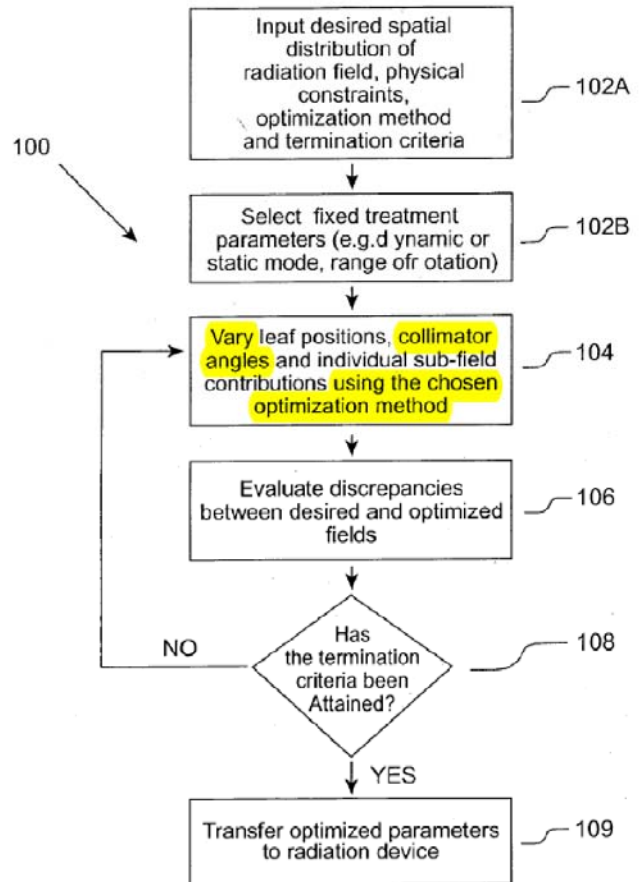 Input desired spatial
distribution of
radiation field, physical
constraints,
optimization method
and termination criteria
102A
100
Select fixed treatment
parameters (e.g.d ynamic or
static mode, range ofr otation)
102B
Vary leaf positions, collimator
angles and individual sub-field
contributions using the chosen
optimization method
104
Evaluate discrepancies
between desired and optimized
fields
106
Has
the termination
criteria been
Attained?
108
NO
YES
Transfer optimized parameters
to radiation device
109